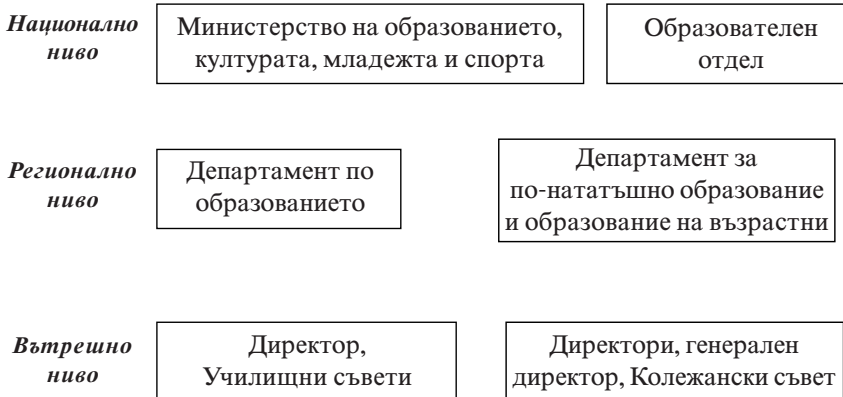 Национално
ниво
Министерство на образованието,
културата, младежта и спорта
Образователен
отдел
Регионално
ниво
Департамент по
образованието
Департамент за
по-нататъшно образование
и образование на възрастни
Вътрешно
ниво
Директор,
Училищни съвети
Директори, генерален
директор, Колежански съвет